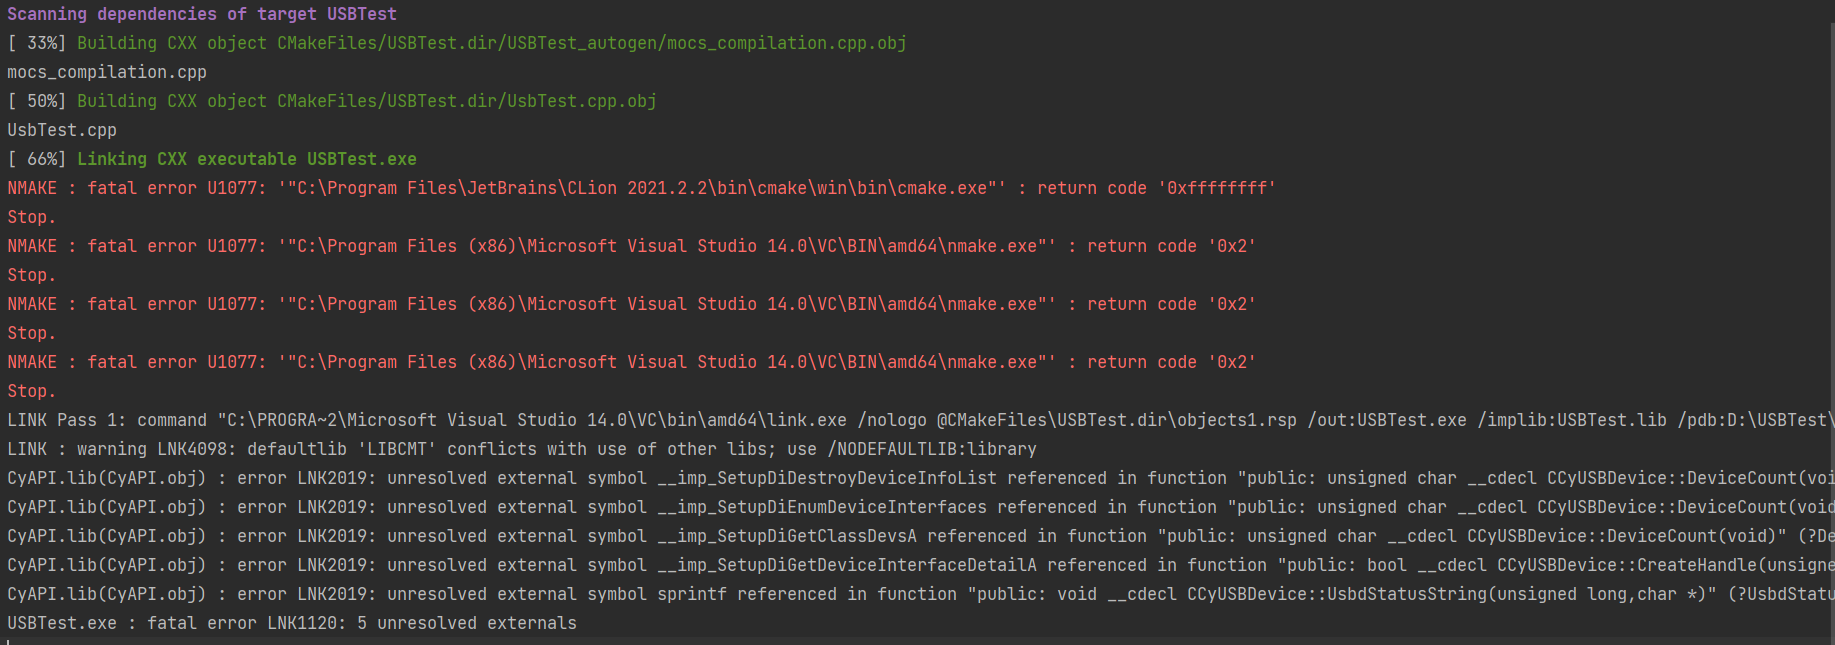 Scanning dependencies of target USBTest
[ 33%] Building CXX object CMakeFiles/USBTest.dir/USBTest_autogen/mocs_compilation.cpp.obj
mocs_compilation.cpp
[ 50%] Building CXX object CMakeFiles/USBTest.dir/UsbTest.cpp.obj
UsbTest.cpp
[ 66%] Linking CXX executable USBTest.exe
NMAKE : fatal error U1077: '"C:\Program Files\JetBrains\CLion 2021.2.2\bin\cmake\win\bin\cmake.exe"' : return code '0xffffffff'
Stop.
NMAKE : fatal error U1077: '"C:\Program Files (x86)\Microsoft Visual Studio 14.0\VC\BIN\amd64\nmake.exe"' : return code '0x2'
Stop.
NMAKE : fatal error U1077: '"C:\Program Files (x86)\Microsoft Visual Studio 14.0\VC\BIN\amd64\nmake.exe"' : return code '0x2'
Stop.
NMAKE : fatal error U1077: '"C:\Program Files (x86)\Microsoft Visual Studio 14.0\VC\BIN\amd64\nmake.exe"' : return code '0x2'
Stop.
LINK Pass 1: command "C:\PROGRA~2\Microsoft Visual Studio 14.0\VC\bin\amd64\link.exe /nologo @CMakeFiles\USBTest.dir\objects1.rsp /out:USBTest.exe /implib:USBTest.lib /pdb:D:\USBTest\
LINK : warning LNK4098: defaultlib 'LIBCMT' conflicts with use of other libs; use /NODEFAULTLIB:library
CyAPI.lib(CyAPI.obj) : error LNK2019: unresolved external symbol __imp_SetupDiDestroyDeviceInfoList referenced in function "public: unsigned char __cdecl CCyUSBDevice::DeviceCount(voi
CyAPI.lib(CyAPI.obj) : error LNK2019: unresolved external symbol __imp_SetupDiEnumDeviceInterfaces referenced in function "public: unsigned char __cdecl CCyUSBDevice::DeviceCount(void
CyAPI.lib(CyAPI.obj) : error LNK2019: unresolved external symbol __imp_SetupDiGetClassDevsA referenced in function "public: unsigned char __cdecl CCyUSBDevice::DeviceCount(void)" (?De
CyAPI.lib(CyAPI.obj) : error LNK2019: unresolved external symbol __imp_SetupDiGetDeviceInterfaceDetailA referenced in function "public: bool __cdecl CCyUSBDevice::CreateHandle(unsigne
CyAPI.lib(CyAPI.obj) : error LNK2019: unresolved external symbol sprintf referenced in function "public: void __cdecl CCyUSBDevice::UsbdStatusString(unsigned long,char *)" (?UsbdStatu
USBTest.exe : fatal error LNK1120: 5 unresolved externals